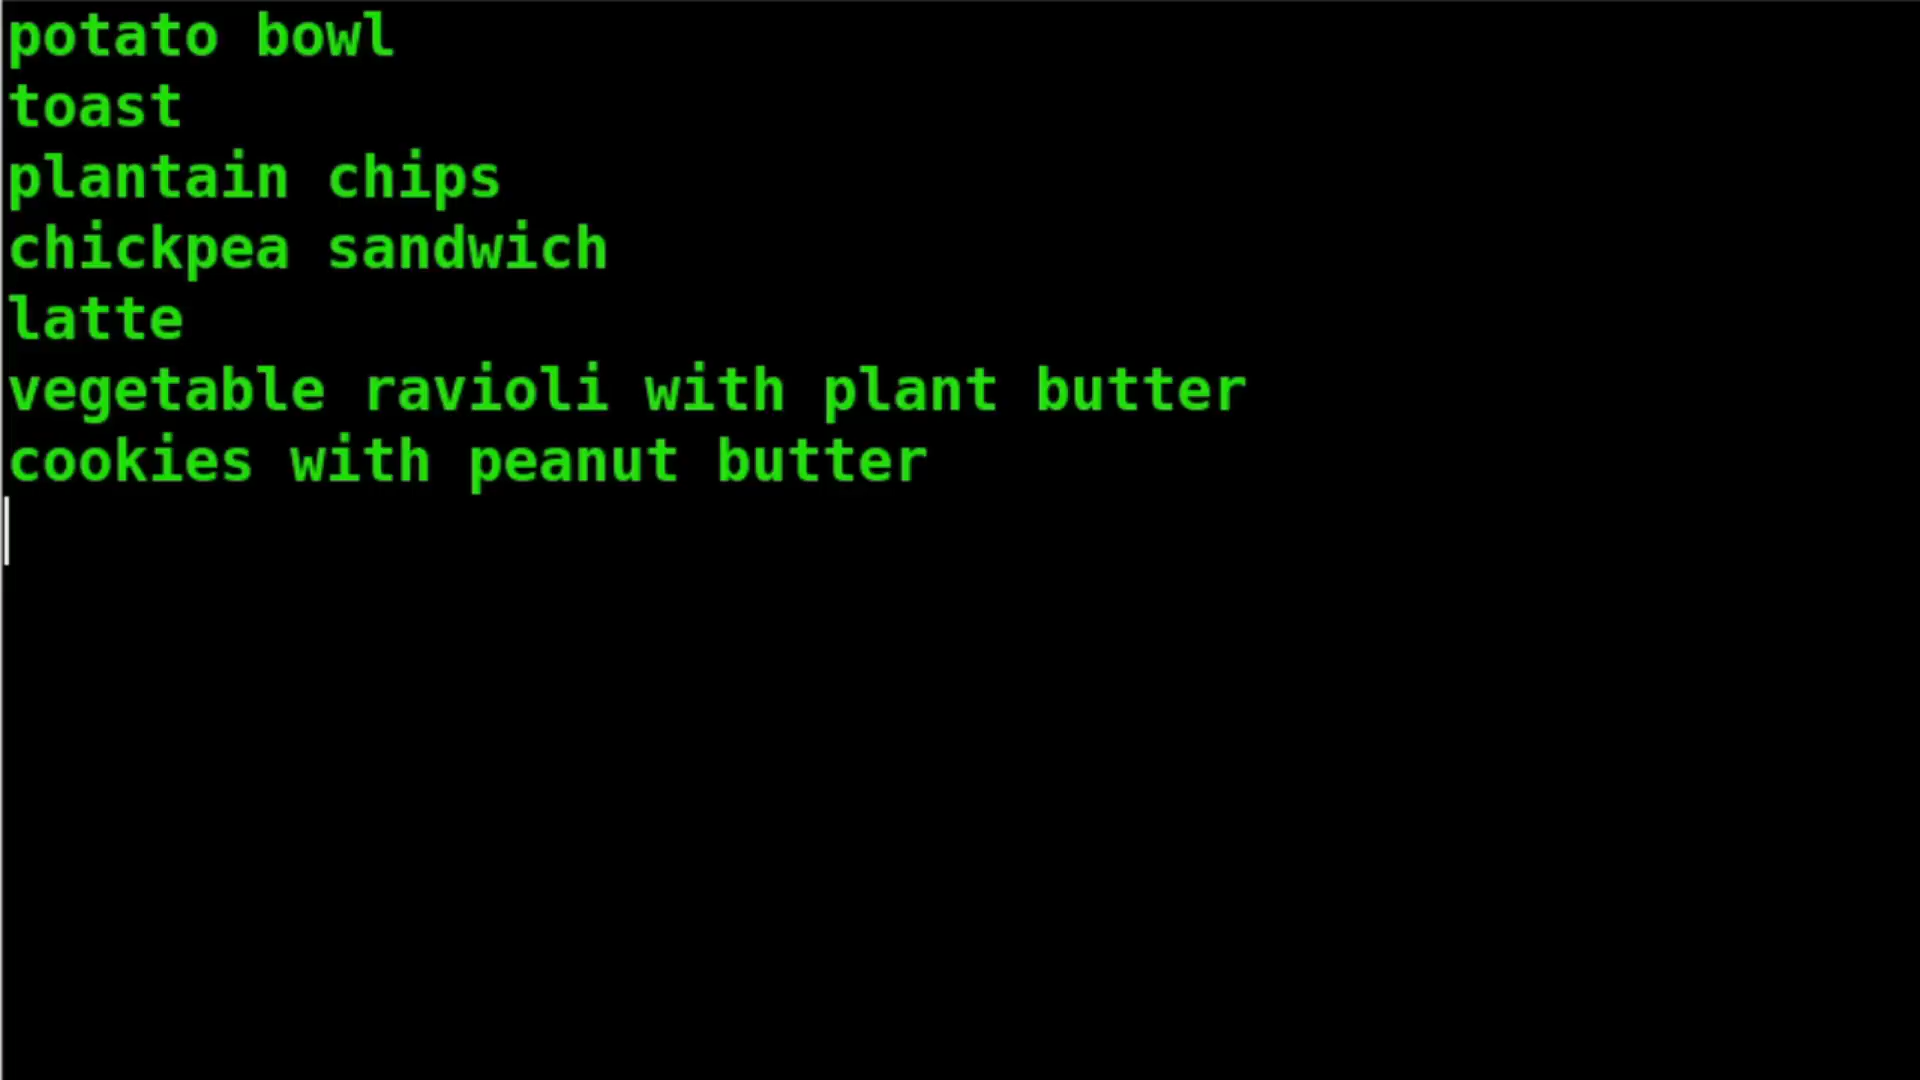 potato bowl
toast
plantain chips
chickpea sandwich
latte
vegetable ravioli with plant butter
cookies with peanut butter